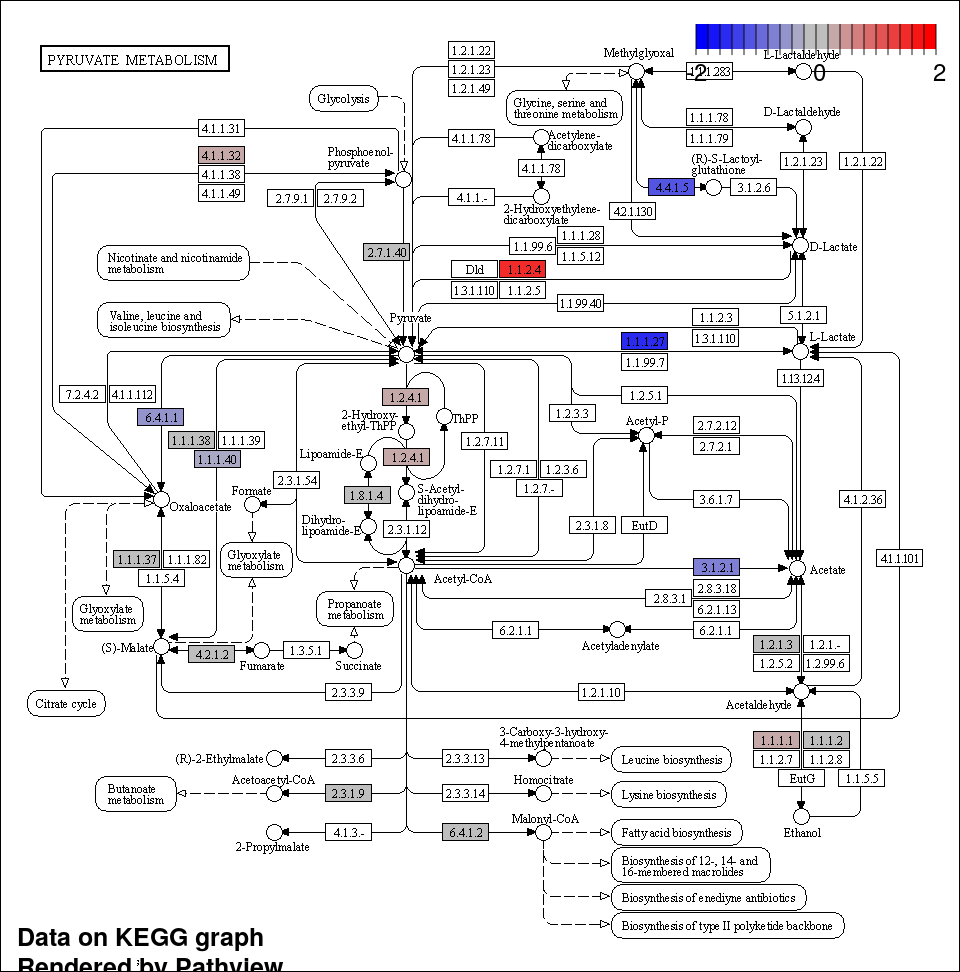 PYRUVATE METABOLISM
-2
0
2
1.2.1.22
1.2.1.23
1.2.1.49
Methylglyoxal
1.1.1.283
L-Lactaldehyde
Glycolysis
Glycine, serine and
threonine metabolism
D-Lactaldehyde
1.1.1.78
1.1.1.79
4.1.1.31
4.1.1.32
4.1.1.38
4.1.1.49
Phosphoenol-
pyruvate
4.1.1.78
Acetylene-
dicarboxylate
4.1.1.78
(R)-S-Lactoyl-
glutathione
1.2.1.23
1.2.1.22
4.4.1.5
3.1.2.6
2.7.9.1
2.7.9.2
4.1.1.-
2-Hydroxyethylene-
dicarboxylate
4.2.1.130
2.7.1.40
1.1.99.6
1.1.1.28
1.1.5.12
D-Lactate
Nicotinate and nicotinamide
metabolism
Dld
1.1.2.4
1.3.1.110
1.1.2.5
1.1.99.40
Valine, leucine and
isoleucine biosynthesis
Pyruvate
1.1.2.3
1.3.1.110
5.1.2.1
L-Lactate
1.1.1.27
1.1.99.7
1.13.12.4
7.2.4.2
4.1.1.112
6.4.1.1
1.2.4.1
1.2.5.1
2-Hydroxy-
ethyl-ThPP
ThPP
1.2.3.3
Acetyl-P
2.7.2.12
2.7.2.1
1.1.1.38
1.1.1.39
1.1.1.40
1.2.7.11
Lipoamide-E
1.2.4.1
1.2.7.1
1.2.3.6
1.2.7.-
2.3.1.54
Formate
Oxaloacetate
1.8.1.4
S-Acetyl-
dihydro-
lipoamide-E
3.6.1.7
4.1.2.36
Dihydro-
lipoamide-E
2.3.1.12
2.3.1.8
EutD
Glyoxylate
metabolism
1.1.1.37
1.1.1.82
1.1.5.4
4.1.1.101
Acetyl-CoA
3.1.2.1
Acetate
2.8.3.18
2.8.3.1
6.2.1.13
Glyoxylate
metabolism
Propanoate
metabolism
6.2.1.1
Acetyladenylate
6.2.1.1
(S)-Malate
4.2.1.2
Fumarate
1.3.5.1
Succinate
1.2.1.3
1.2.1.-
1.2.5.2
1.2.99.6
Citrate cycle
2.3.3.9
1.2.1.10
Acetaldehyde
(R)-2-Ethylmalate
2.3.3.6
2.3.3.13
3-Carboxy-3-hydroxy-
4-methylpentanoate
Leucine biosynthesis
1.1.1.1
1.1.1.2
1.1.2.7
1.1.2.8
EutG
1.1.5.5
Butanoate
metabolism
Acetoacetyl-CoA
2.3.1.9
2.3.3.14
Homocitrate
Lysine biosynthesis
2-Propylmalate
4.1.3.-
6.4.1.2
Malonyl-CoA
Fatty acid biosynthesis
Ethanol
Biosynthesis of 12-, 14- and
16-membered macrolides
Biosynthesis of enediyne antibiotics
Biosynthesis of type II polyketide backbone
Data on KEGG graph
Rendered by Pathview